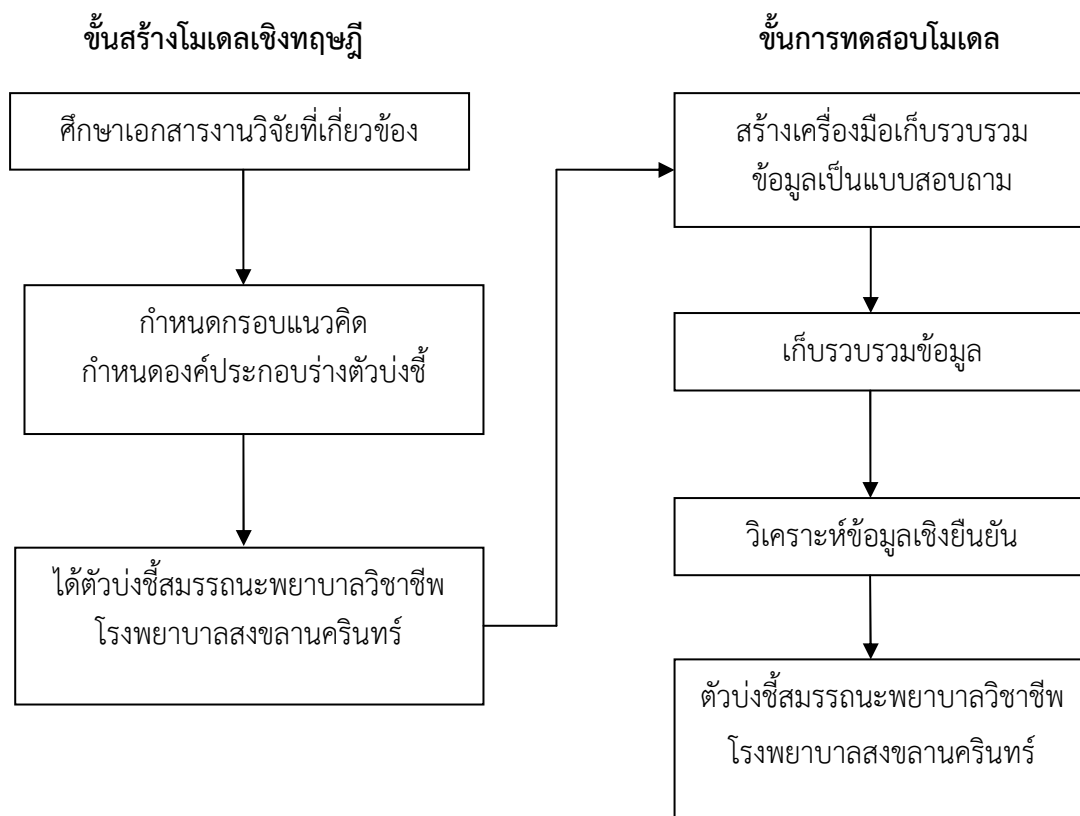 ขั้นสร้างโมเดลเชิงทฤษฎี
ศึกษาเอกสารงานวิจัยที่เกี่ยวข้อง
กำหนดกรอบแนวคิด
กำหนดองค์ประกอบร่างตัวบ่งชี้
ได้ตัวบ่งชี้สมรรถนะพยาบาลวิชาชีพ
โรงพยาบาลสงขลานครินทร์
ขั้นการทดสอบโมเดล
สร้างเครื่องมือเก็บรวบรวม
ข้อมูลเป็นแบบสอบถาม
เก็บรวบรวมข้อมูล
วิเคราะห์ข้อมูลเชิงยืนยัน
ตัวบ่งชี้สมรรถนะพยาบาลวิชาชีพ
โรงพยาบาลสงขลานครินทร์